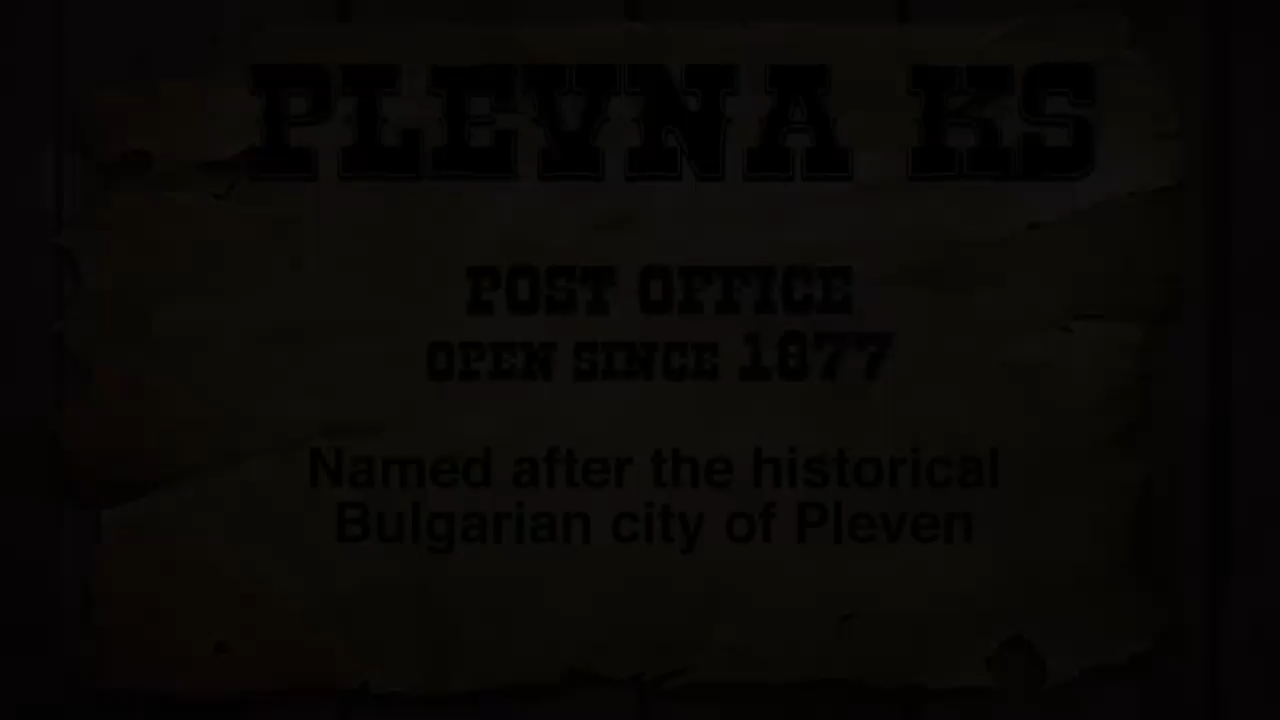 PLEVNA KS
POST OFFICE
OPEN SINCE 1877
Named after the historical
Bulgarian city of Pleven